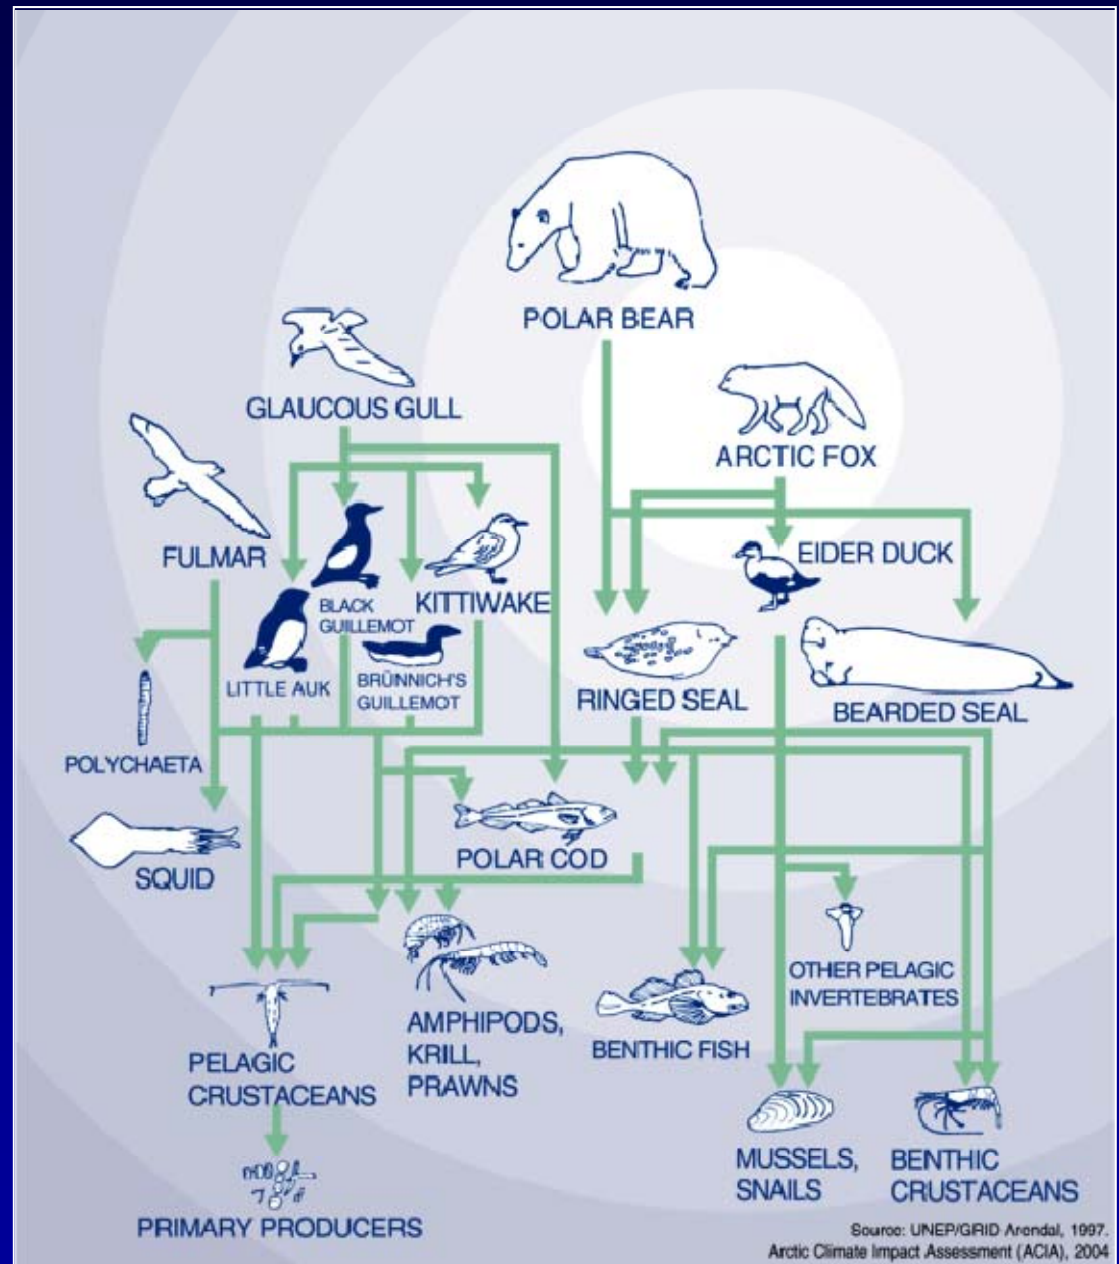 POLAR BEAR
GLAUCOUS GULL
ARCTIC FOX
FULMAR
EIDER DUCK
BLACK
GUILLEMOT
KITTIWAKE
LITTLE AUK
BRÜNNICH'S
GUILLEMOT
RINGED SEAL
BEARDED SEAL
POLYCHAETA
POLAR COD
SQUID
OTHER PELAGIC
INVERTEBRATES
AMPHIPODS,
KRILL,
PRAWNS
BENTHIC FISH
PELAGIC
CRUSTACEANS
MUSSELS,
SNAILS
BENTHIC
CRUSTACEANS
PRIMARY PRODUCERS
Source: UNEP/GRID-Arendal, 1997.
Arctic Climate Impact Assessment (ACIA), 2004